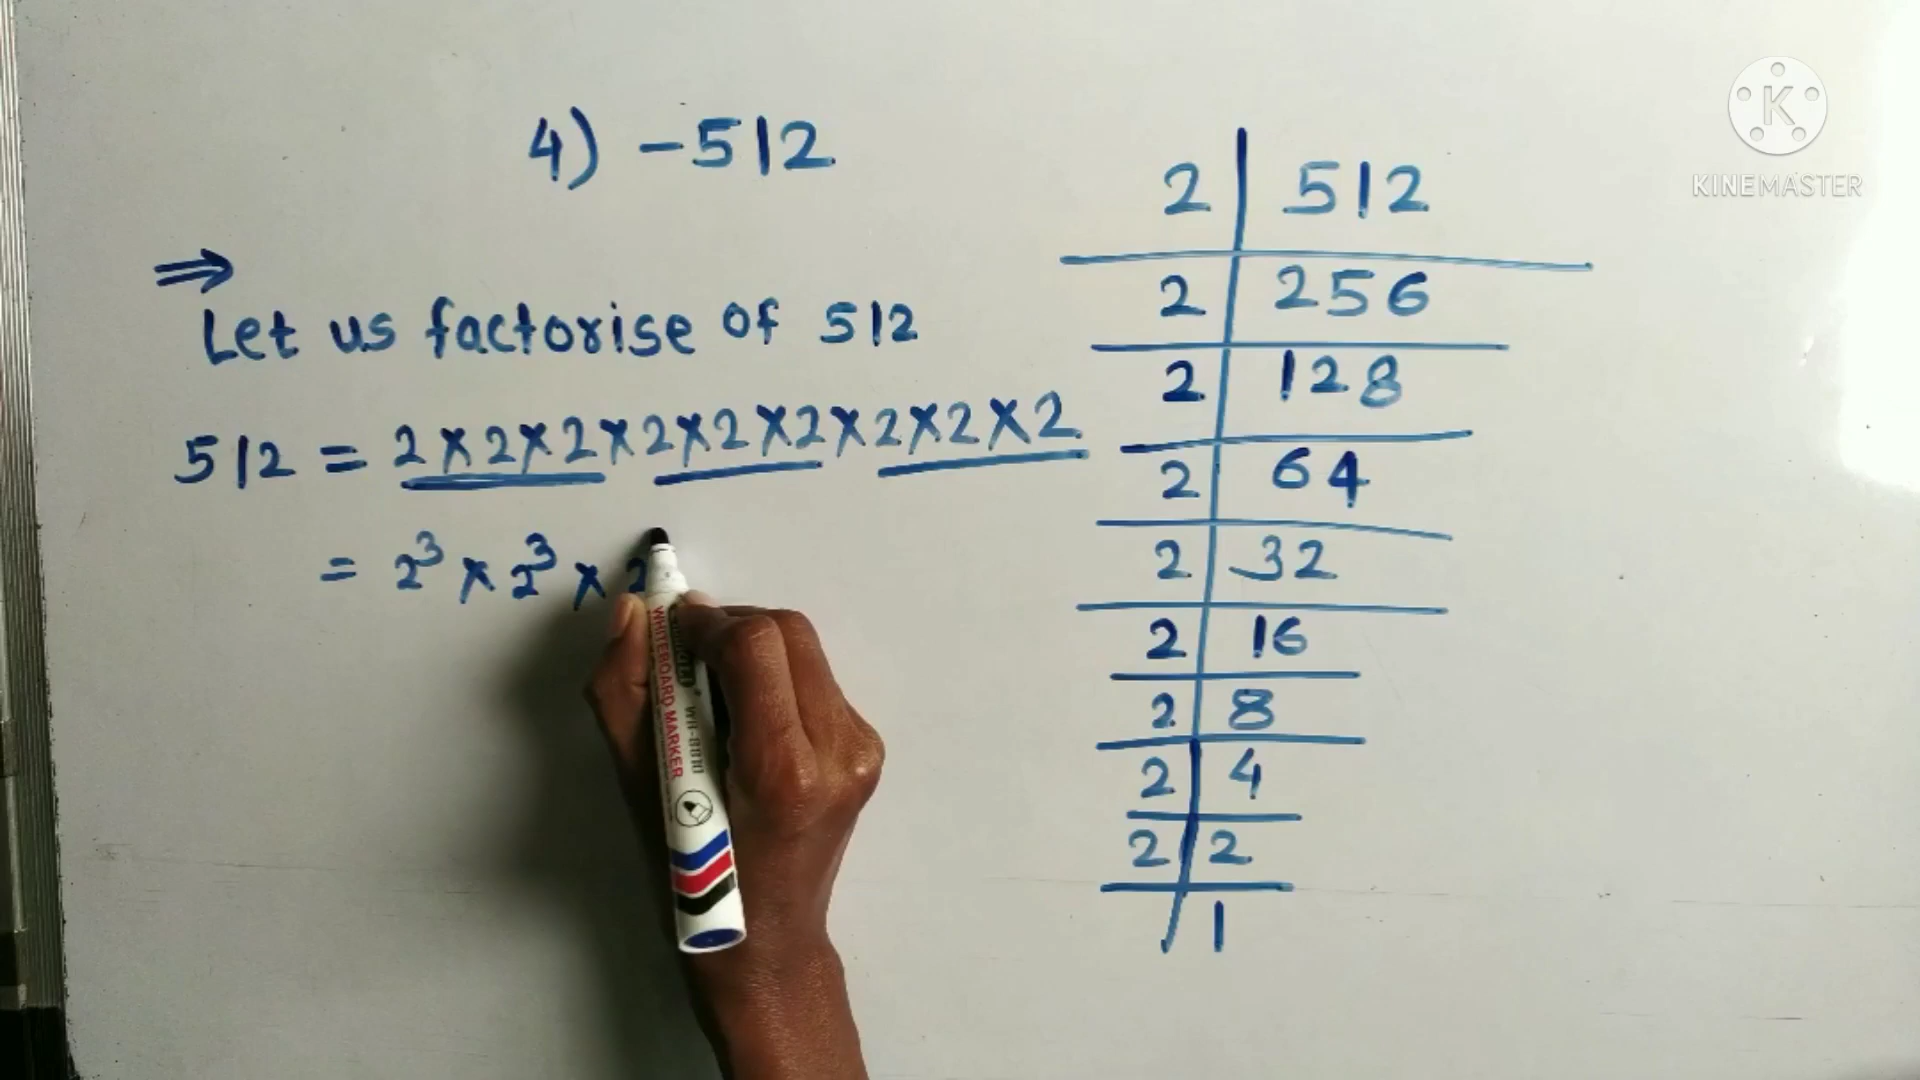 4) -512
⇒
Let us factorise of 512
512 = 2×2×2×2×2×2×2×2×2
= 2³ × 2³ × 2
2 | 512
2 | 256
2 | 128
2 | 64
2 | 32
2 | 16
2 | 8
2 | 4
2 | 2
1
K
KINEMASTER
WHITEBOARD MARKER